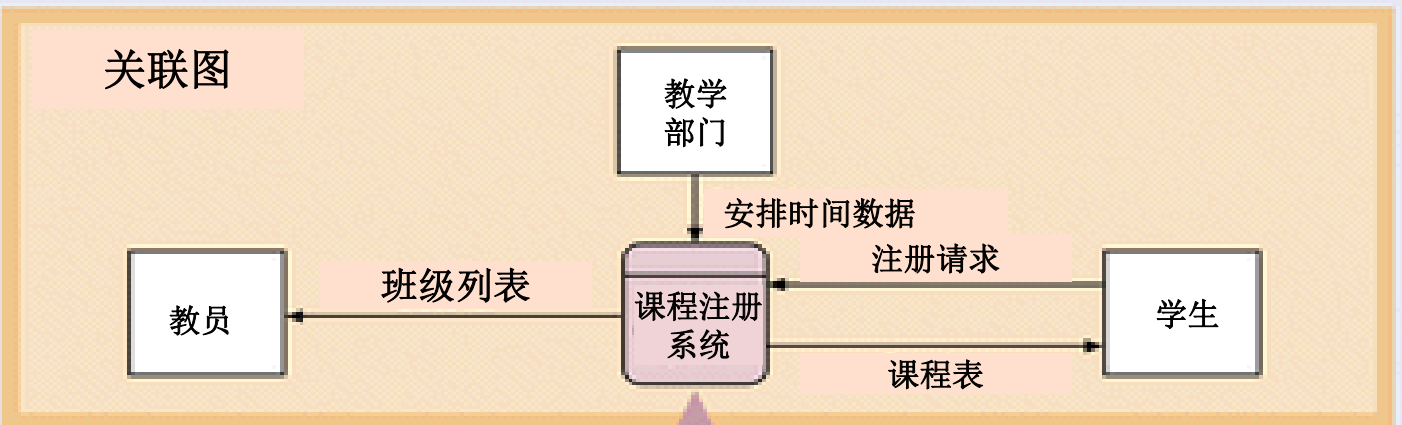 关联图
教学
部门
安排时间数据
注册请求
班级列表
教员
课程注册
系统
学生
课程表